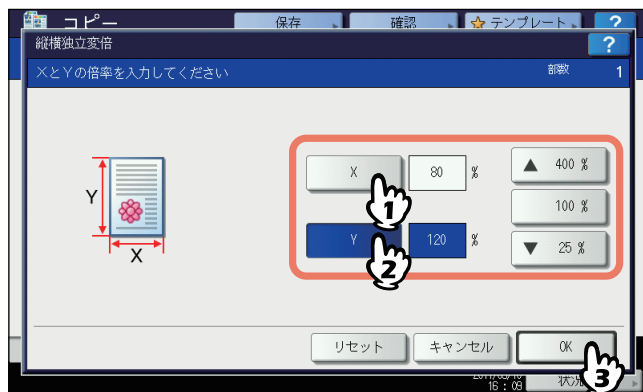 コピー 保存 確認 テンプレート ?
縦横独立変倍 ?
XとYの倍率を入力してください 部数 1
X 80 % ▲ 400 %
Y
1
100 %
Y 120 % ▼ 25 %
2
X
リセット キャンセル OK
3
16:09 状況